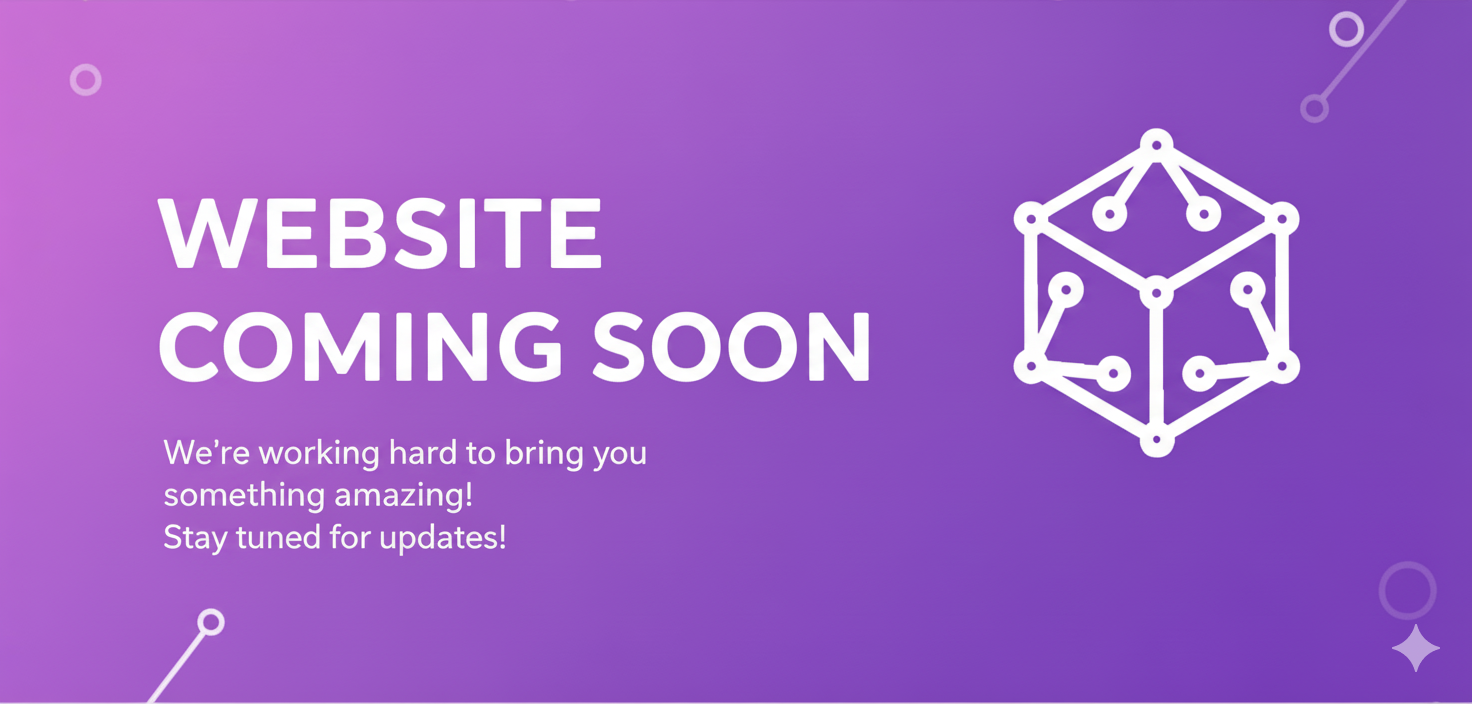 WEBSITE
COMING SOON
We’re working hard to bring you
something amazing!
Stay tuned for updates!